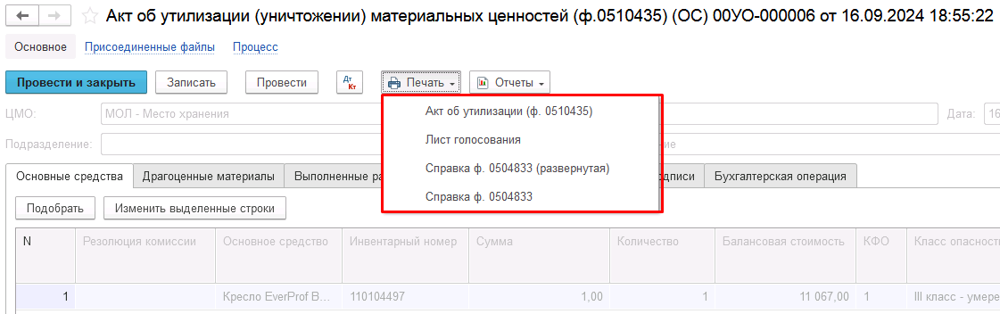 Акт об утилизации (уничтожении) материальных ценностей (ф.0510435) (ОС) 00УО-000006 от 16.09.2024 18:55:22
Основное Присоединенные файлы Процесс
Провести и закрыть Записать Провести Дт Кт Печать Отчеты
ЦМО: МОЛ - Место хранения Дата: 16
Акт об утилизации (ф. 0510435)
Лист голосования
Подразделение:
Справка ф. 0504833 (развернутая)
Справка ф. 0504833
Основные средства Драгоценные материалы Выполненные Бухгалтерская операция
Подобрать Изменить выделенные строки
N Резолюция комиссии Основное средство Инвентарный номер Сумма Количество Балансовая стоимость КФО Класс опасност
1 Кресло EverProf B... 110104497 1,00 1 11 067,00 1 III класс - умере